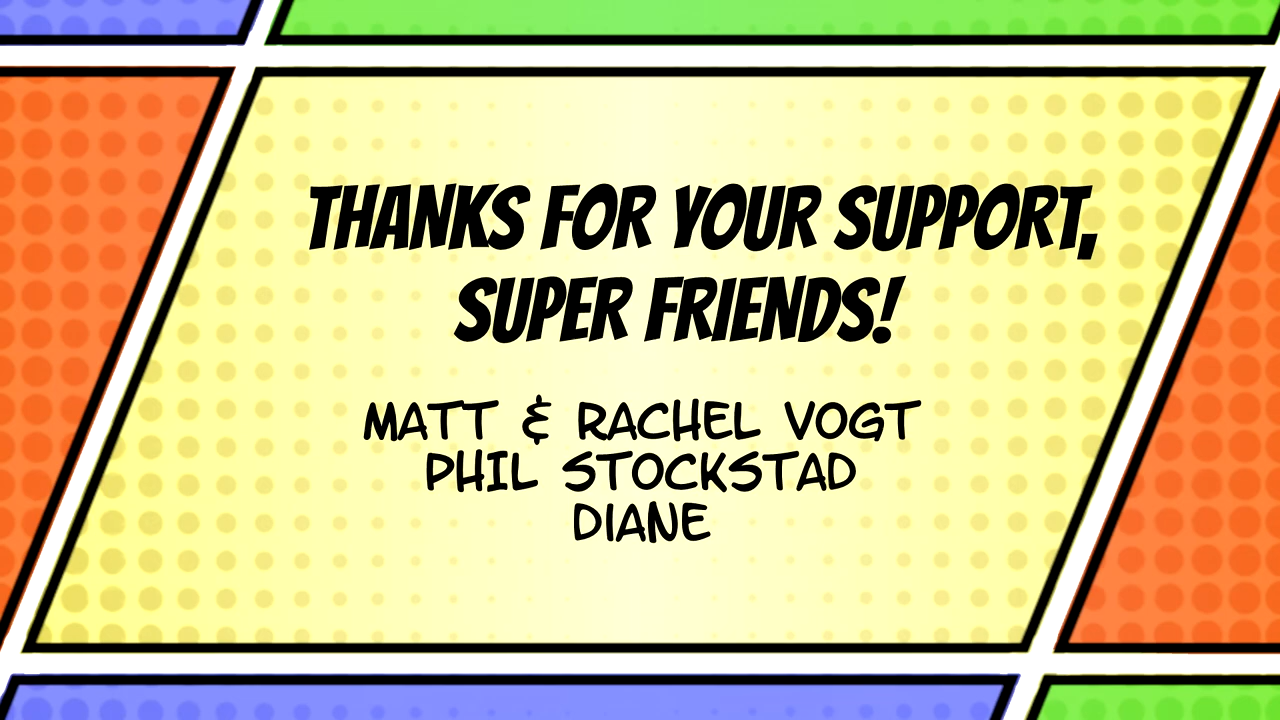 THANKS FOR YOUR SUPPORT,
SUPER FRIENDS!
MATT & RACHEL VOGT
PHIL STOCKSTAD
DIANE